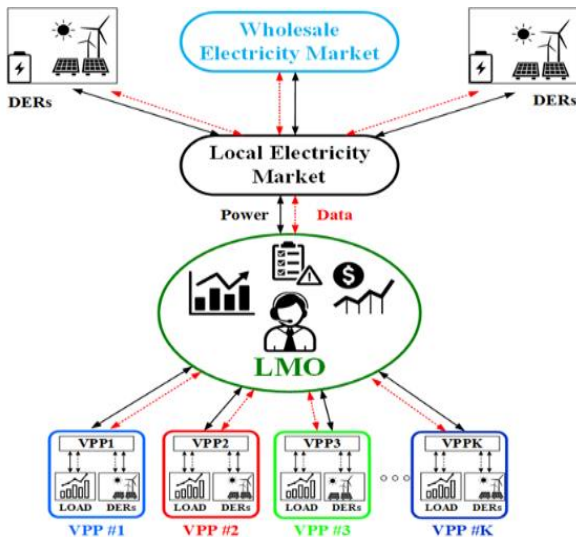 Wholesale
Electricity Market
DERs
DERs
Local Electricity
Market
Power
Data
$
LMO
VPP1
VPP2
VPP3
VPPK
LOAD
DERs
LOAD
DERs
LOAD
DERs
LOAD
DERs
VPP #1
VPP #2
VPP #3
VPP #K